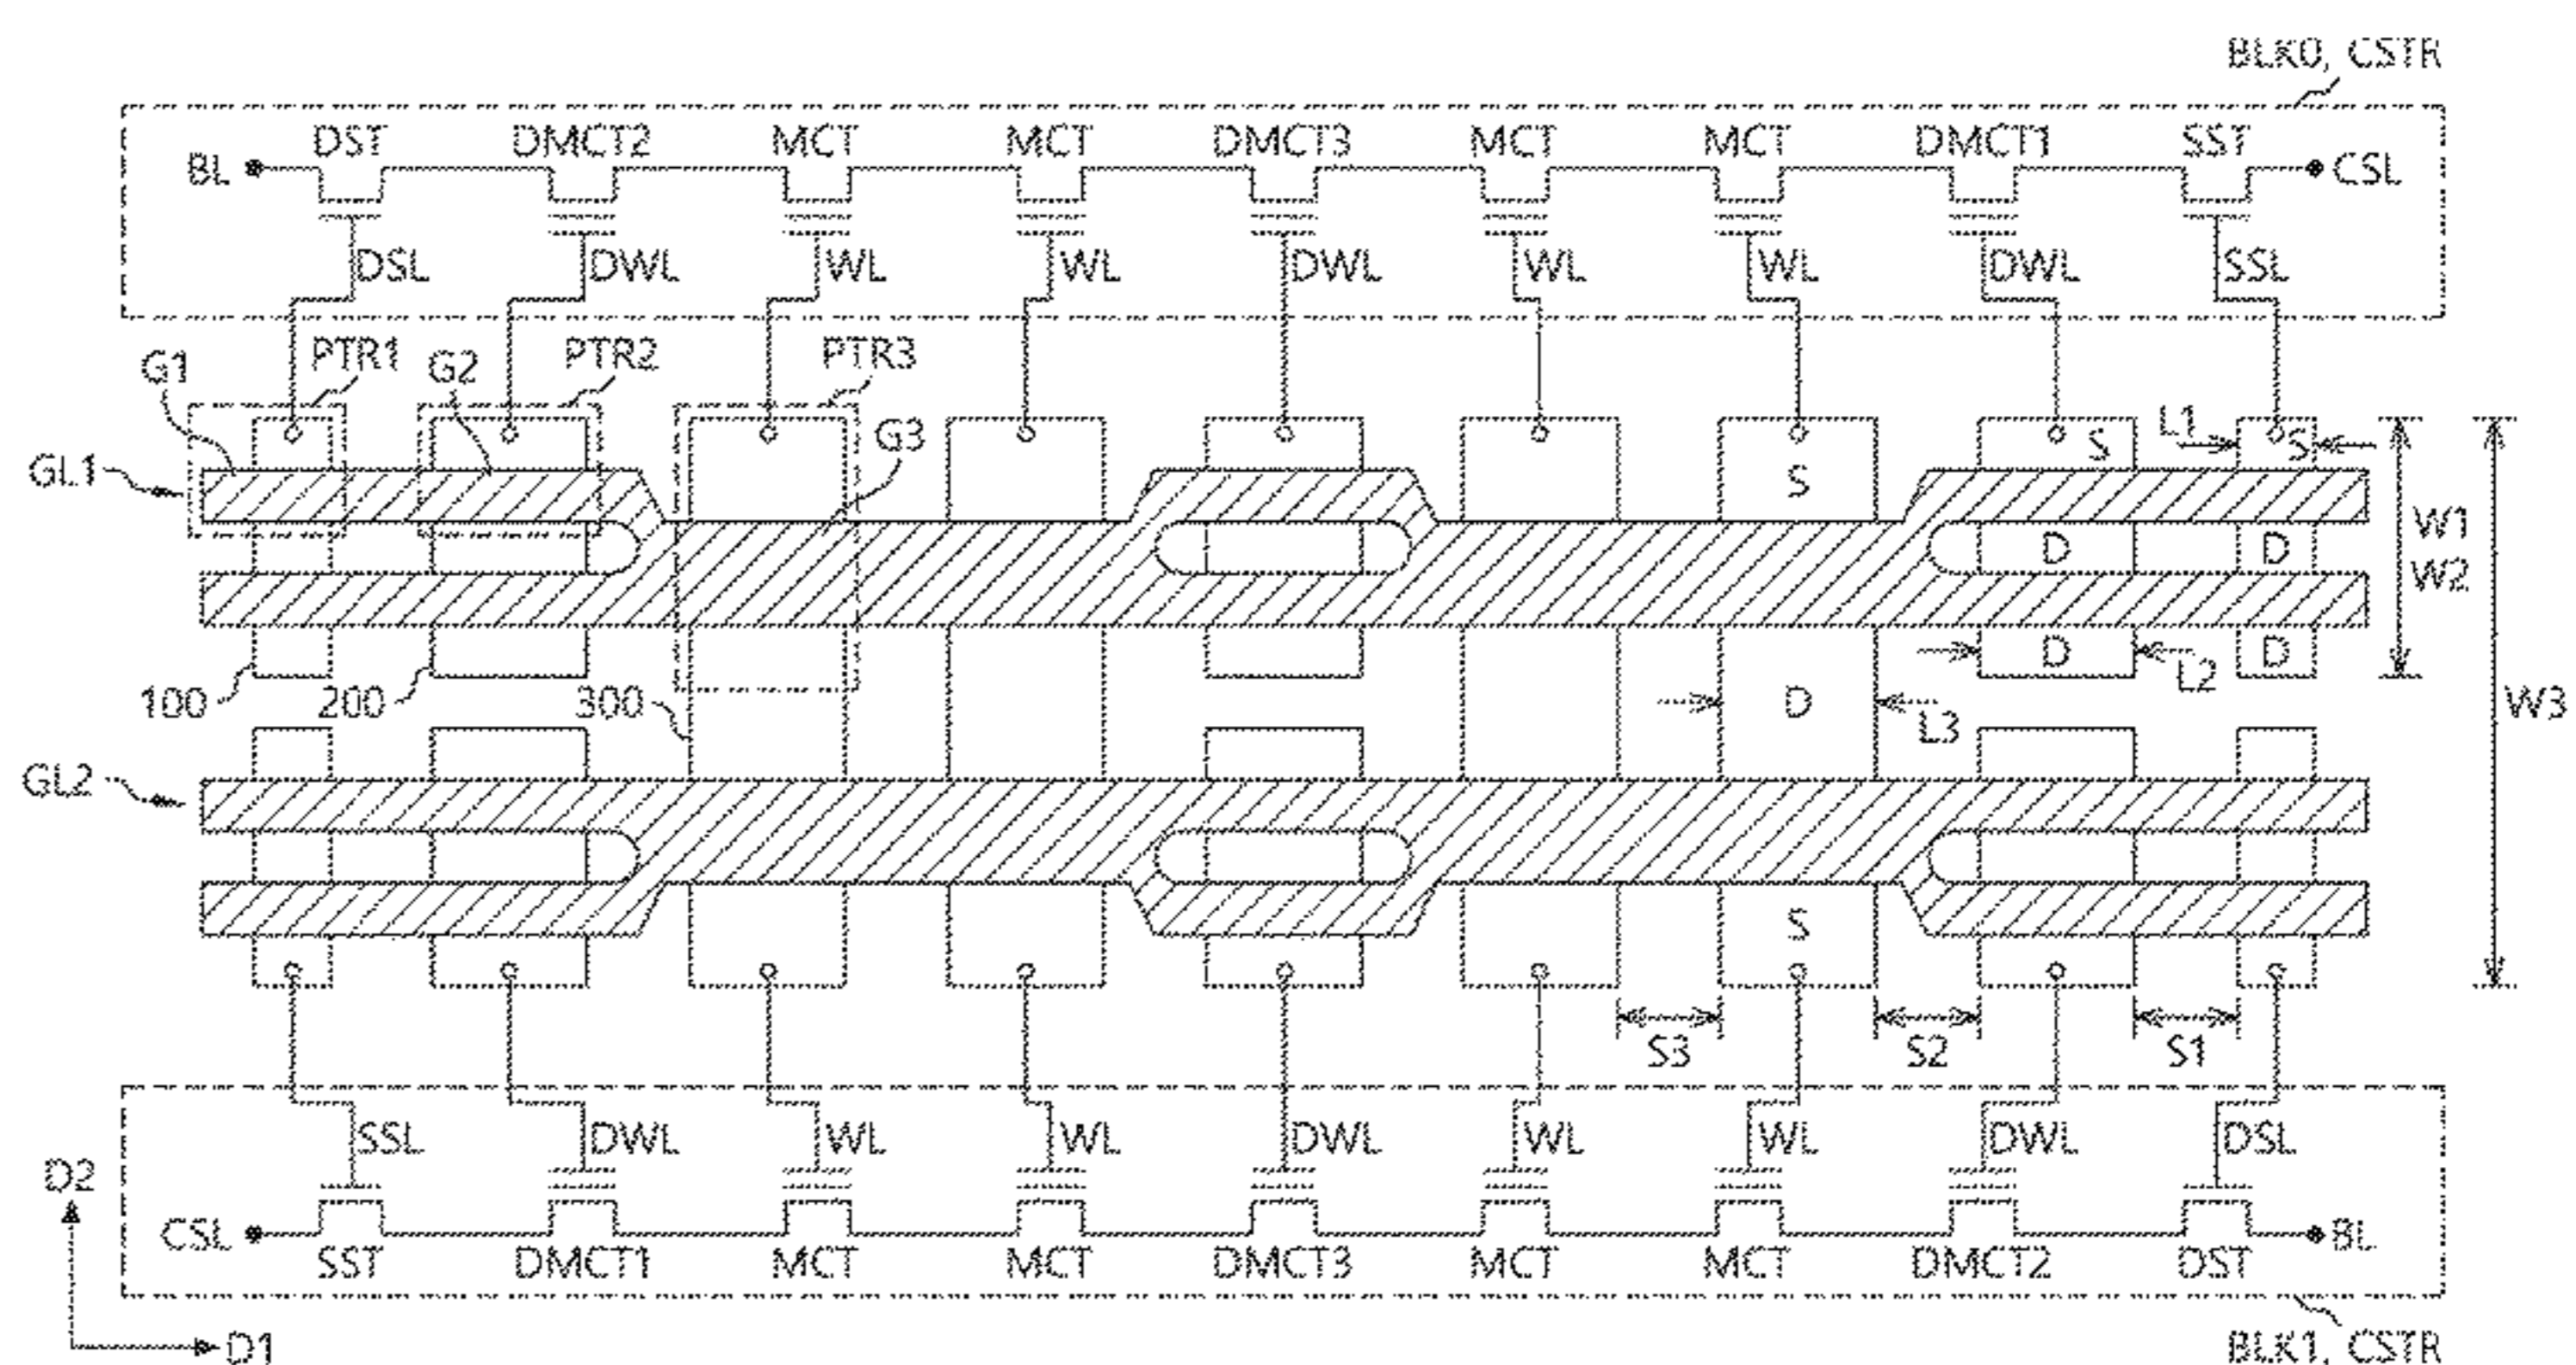 BLK0, CSTR
DST DMCT2 MCT MCT DMCT3 MCT MCT DMCT1 SST
BL CSL
DSL DWL WL WL DWL WL WL DWL SSL
G1 PTR1 G2 PTR2 PTR3
G3 L1 S S
GL1 S
W1
D D
W2
D D
100 200 300 D L3 L2 W3
GL2
S
S3 S2 S1
SSL DWL WL WL DWL WL WL DWL DSL
D2
CSL BL
SST DMCT1 MCT MCT DMCT3 MCT MCT DMCT2 DST
D1 BLK1, CSTR